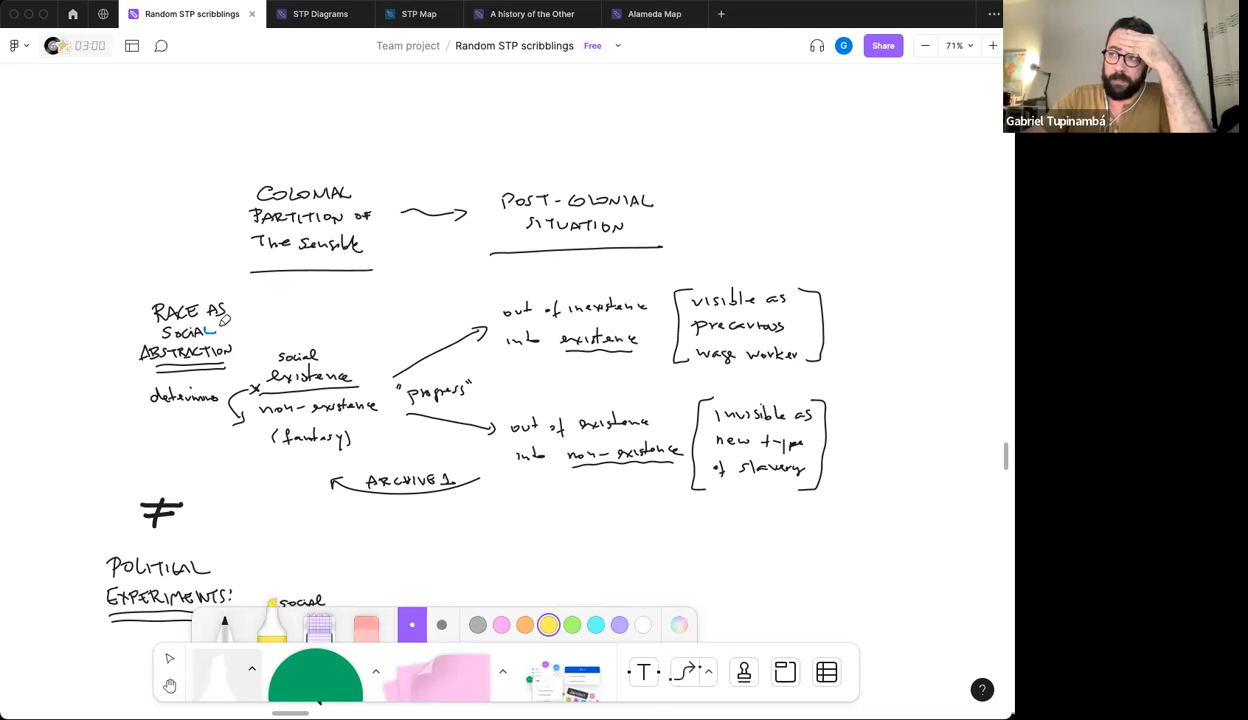 Random STP scribblings
STP Diagrams
STP Map
A history of the Other
Alameda Map
03:00
Team project / Random STP scribblings Free
G
Share
71%
Gabriel Tupinambá
COLONIAL
PARTITION OF
The sensible
POST-COLONIAL
SITUATION
RACE AS
SOCIAL
ABSTRACTION
determine
social
existence
non-existence
(fantasy)
"progress"
out of inexistence
into existence
visible as
precarious
wage worker
out of existence
into non-existence
invisible as
new type
of slavery
ARCHIVE 1
≠
POLITICAL
EXPERIMENTS:
social
T
?